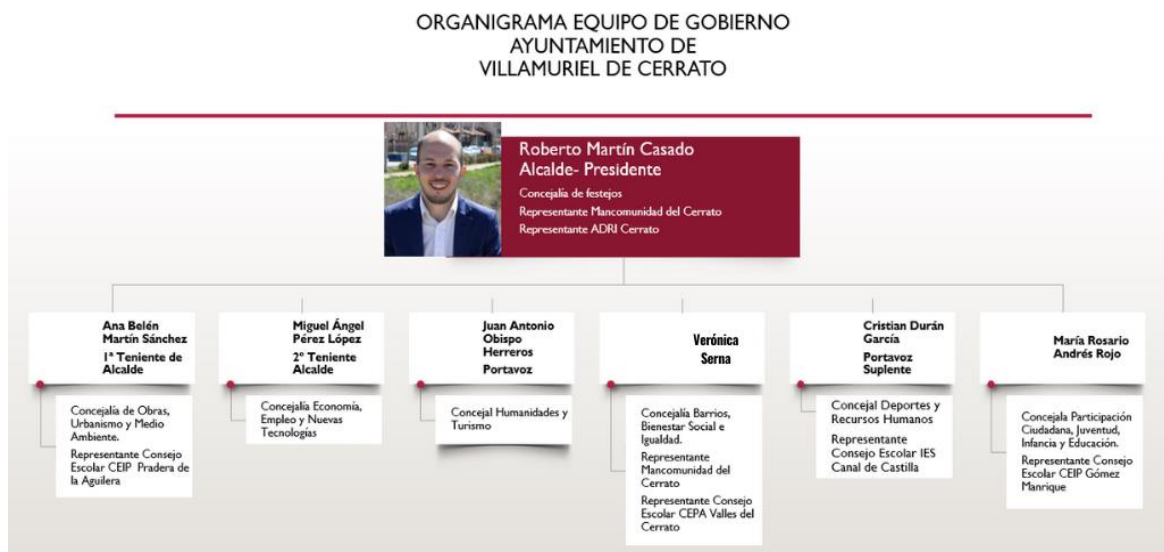 ORGANIGRAMA EQUIPO DE GOBIERNO
AYUNTAMIENTO DE
VILLAMURIEL DE CERRATO
Roberto Martín Casado
Alcalde- Presidente
Concejalía de festejos
Representante Mancomunidad del Cerrato
Representante ADRI Cerrato
Ana Belén
Martín Sánchez
1ª Teniente de
Alcalde
Concejalía de Obras,
Urbanismo y Medio
Ambiente.
Representante Consejo
Escolar CEIP Pradera de
la Aguilera
Miguel Ángel
Pérez López
2º Teniente
Alcalde
Concejalía Economía,
Empleo y Nuevas
Tecnologías
Juan Antonio
Obispo
Herreros
Portavoz
Concejal Humanidades y
Turismo
Verónica
Serna
Concejalía Barrios,
Bienestar Social e
Igualdad.
Representante
Mancomunidad del
Cerrato
Representante Consejo
Escolar CEPA Valles del
Cerrato
Cristian Durán
García
Portavoz
Suplente
Concejal Deportes y
Recursos Humanos
Representante
Consejo Escolar IES
Canal de Castilla
María Rosario
Andrés Rojo
Concejala Participación
Ciudadana, Juventud,
Infancia y Educación.
Representante Consejo
Escolar CEIP Gómez
Manrique